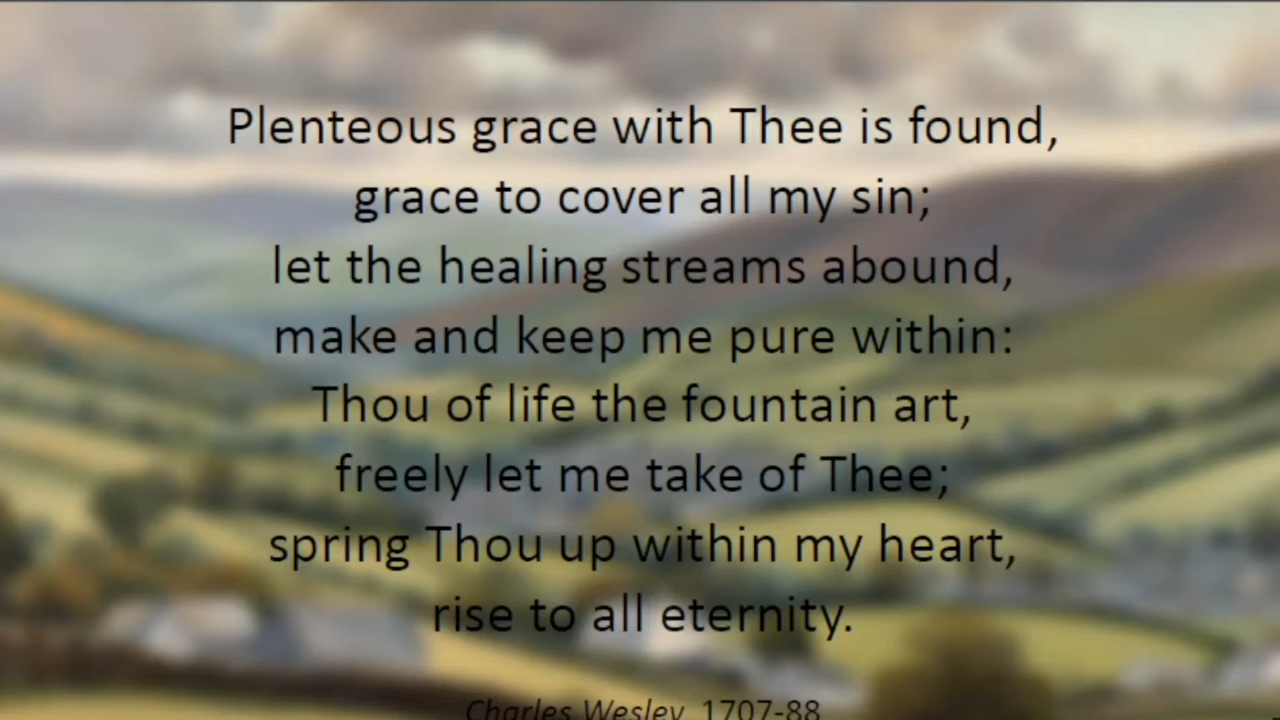 Plenteous grace with Thee is found,
grace to cover all my sin;
let the healing streams abound,
make and keep me pure within:
Thou of life the fountain art,
freely let me take of Thee;
spring Thou up within my heart,
rise to all eternity.
Charles Wesley, 1707-88